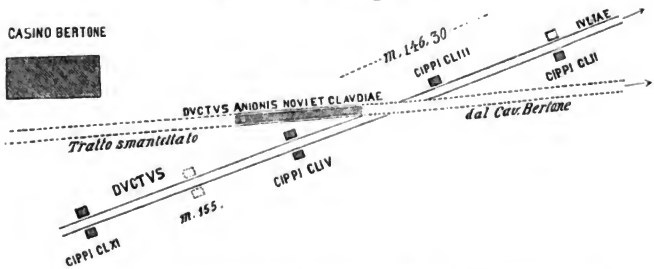 CASINO BERTONE
m. 146.30
IVLIAE
CIPPI CLIII
CIPPI CLII
DVCTVS ANIONIS NOVI ET CLAVDIAE
Tratto smantellato
dal Cav. Bertone
DVCTVS
CIPPI CLIV
m. 155.
CIPPI CLXI